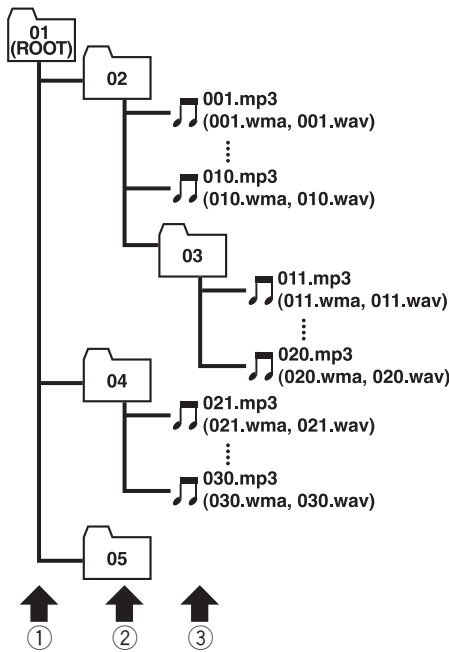 01
(ROOT)
02
001.mp3
(001.wma, 001.wav)
010.mp3
(010.wma, 010.wav)
03
011.mp3
(011.wma, 011.wav)
020.mp3
(020.wma, 020.wav)
04
021.mp3
(021.wma, 021.wav)
030.mp3
(030.wma, 030.wav)
05
① ② ③